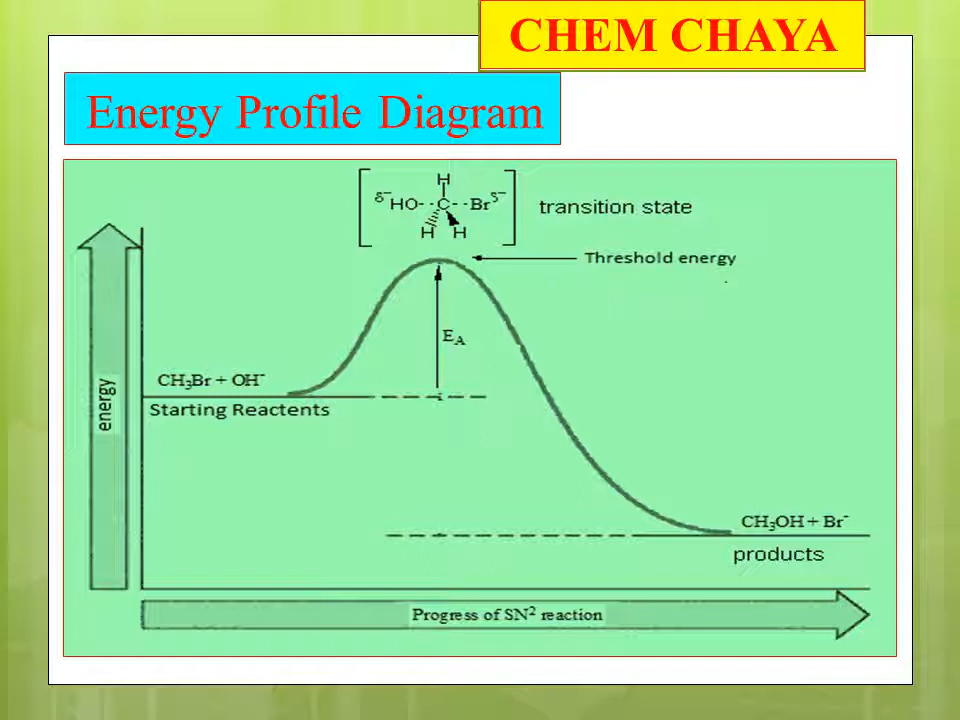 CHEM CHAYA
Energy Profile Diagram
H
δ⁻HO--C--Brδ⁻
H H
transition state
Threshold energy
E_A
CH₃Br + OH⁻
Starting Reactents
energy
CH₃OH + Br⁻
products
Progress of SN² reaction